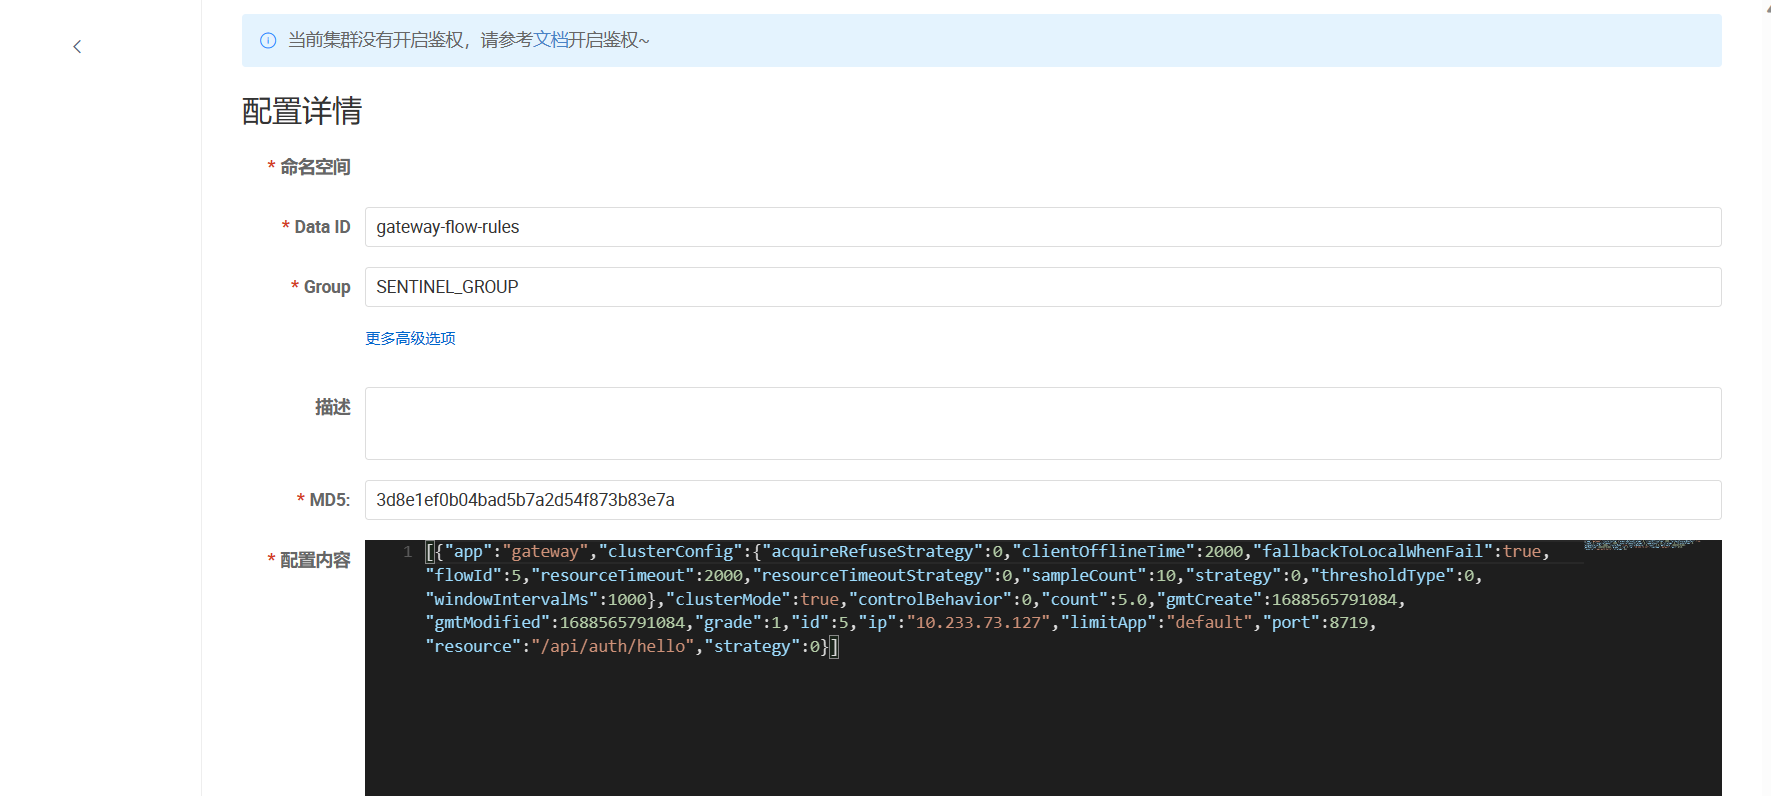 当前集群没有开启鉴权，请参考文档开启鉴权~
配置详情
* 命名空间
* Data ID
gateway-flow-rules
* Group
SENTINEL_GROUP
更多高级选项
描述
* MD5:
3d8e1ef0b04bad5b7a2d54f873b83e7a
* 配置内容
1
[{"app":"gateway","clusterConfig":{"acquireRefuseStrategy":0,"clientOfflineTime":2000,"fallbackToLocalWhenFail":true,
"flowId":5,"resourceTimeout":2000,"resourceTimeoutStrategy":0,"sampleCount":10,"strategy":0,"thresholdType":0,
"windowIntervalMs":1000},"clusterMode":true,"controlBehavior":0,"count":5.0,"gmtCreate":1688565791084,
"gmtModified":1688565791084,"grade":1,"id":5,"ip":"10.233.73.127","limitApp":"default","port":8719,
"resource":"/api/auth/hello","strategy":0}]